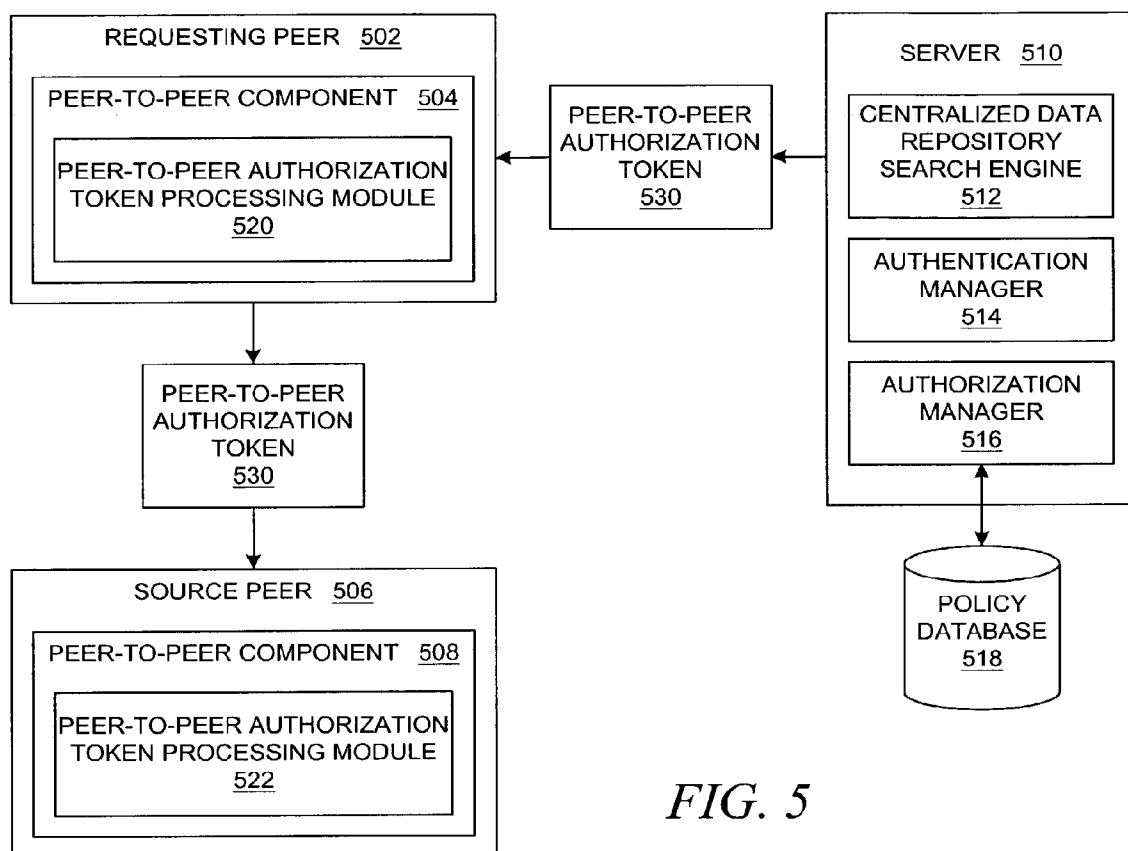 REQUESTING PEER 502
PEER-TO-PEER COMPONENT 504
PEER-TO-PEER AUTHORIZATION
TOKEN PROCESSING MODULE
520
PEER-TO-PEER
AUTHORIZATION
TOKEN
530
SERVER 510
CENTRALIZED DATA
REPOSITORY
SEARCH ENGINE
512
AUTHENTICATION
MANAGER
514
AUTHORIZATION
MANAGER
516
POLICY
DATABASE
518
PEER-TO-PEER
AUTHORIZATION
TOKEN
530
SOURCE PEER 506
PEER-TO-PEER COMPONENT 508
PEER-TO-PEER AUTHORIZATION
TOKEN PROCESSING MODULE
522
FIG. 5